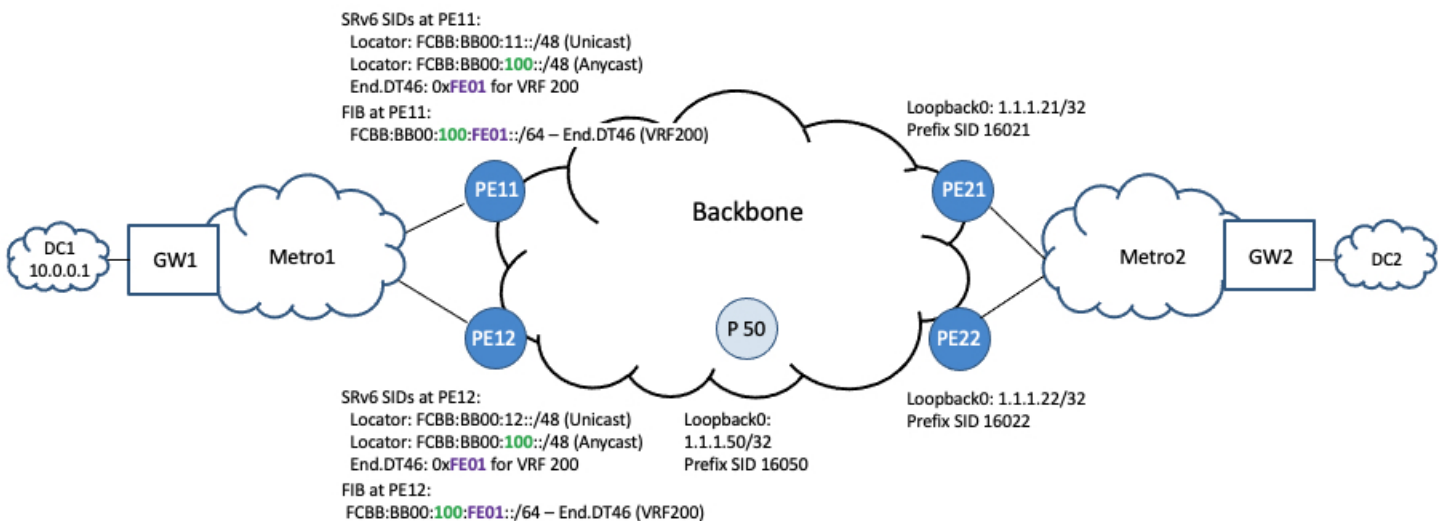 SRv6 SIDs at PE11:
Locator: FCBB:BB00:11::/48 (Unicast)
Locator: FCBB:BB00:100::/48 (Anycast)
End.DT46: 0xFE01 for VRF 200
FIB at PE11:
FCBB:BB00:100:FE01::/64 – End.DT46 (VRF200)
Loopback0: 1.1.1.21/32
Prefix SID 16021
PE11
PE21
Backbone
DC1
10.0.0.1
GW1
Metro1
Metro2
GW2
DC2
P 50
PE12
PE22
SRv6 SIDs at PE12:
Locator: FCBB:BB00:12::/48 (Unicast)
Locator: FCBB:BB00:100::/48 (Anycast)
End.DT46: 0xFE01 for VRF 200
FIB at PE12:
FCBB:BB00:100:FE01::/64 – End.DT46 (VRF200)
Loopback0:
1.1.1.50/32
Prefix SID 16050
Loopback0: 1.1.1.22/32
Prefix SID 16022